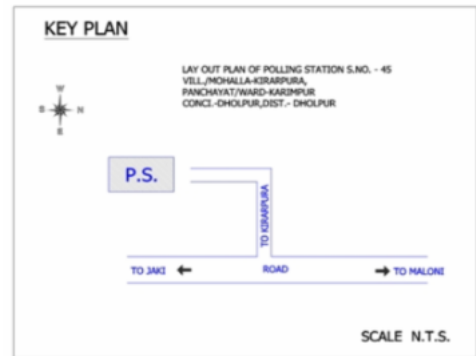 KEY PLAN
LAY OUT PLAN OF POLLING STATION S.NO. - 45
VILL./MOHALLA-KIRARPURA,
PANCHAYAT/WARD-KARIMPUR
CONCI.-DHOLPUR,DIST.- DHOLPUR
W
S N
E
P.S.
TO KIRARPURA
TO JAKI
ROAD
TO MALONI
SCALE N.T.S.